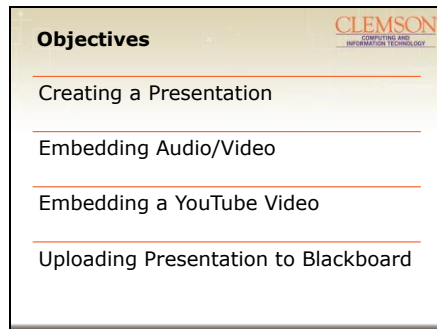 Objectives
CLEMSON
COMPUTING AND
INFORMATION TECHNOLOGY
Creating a Presentation
Embedding Audio/Video
Embedding a YouTube Video
Uploading Presentation to Blackboard